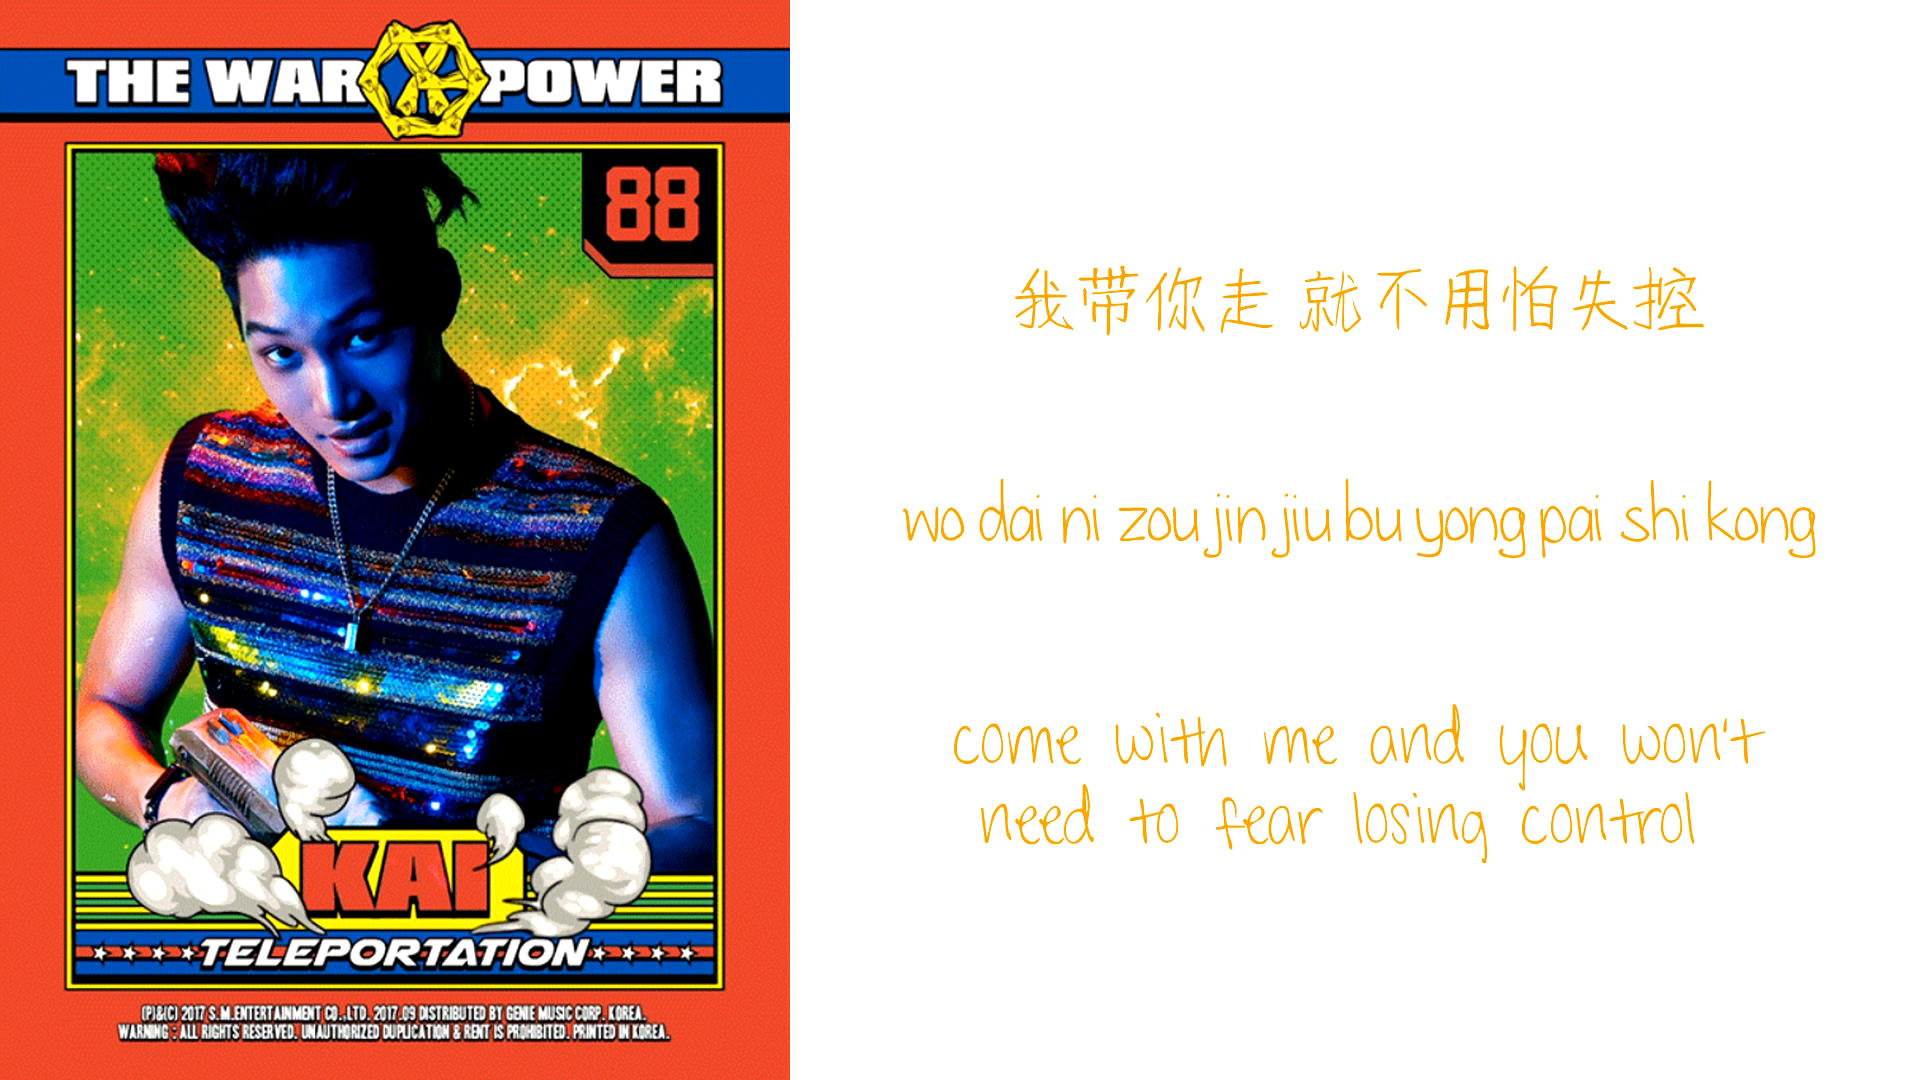 THE WAR X POWER
88
KAI
TELEPORTATION
(P)&(C) 2017 S.M.ENTERTAINMENT CO.,LTD. 2017.09 DISTRIBUTED BY GENIE MUSIC CORP. KOREA.
WARNING : ALL RIGHTS RESERVED. UNAUTHORIZED DUPLICATION & RENT IS PROHIBITED. PRINTED IN KOREA.
我带你走 就不用怕失控
wo dai ni zou jin jiu bu yong pai shi kong
come with me and you won't
need to fear losing control